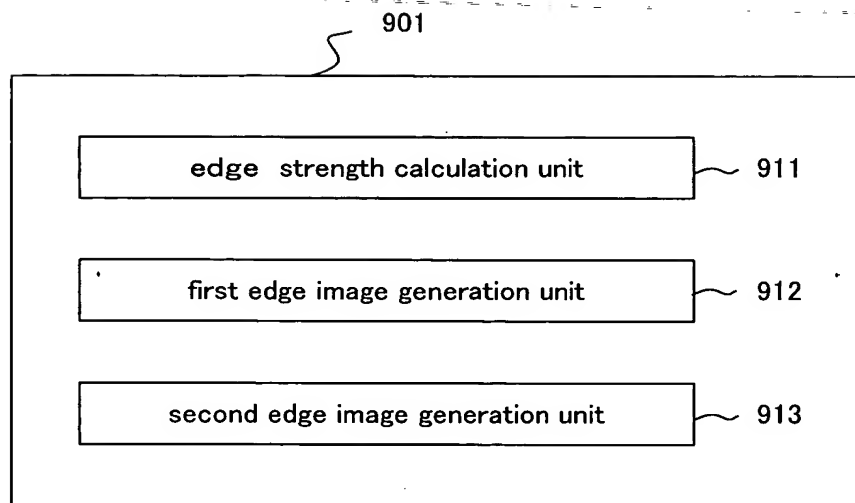 901
edge strength calculation unit 911
first edge image generation unit 912
second edge image generation unit 913